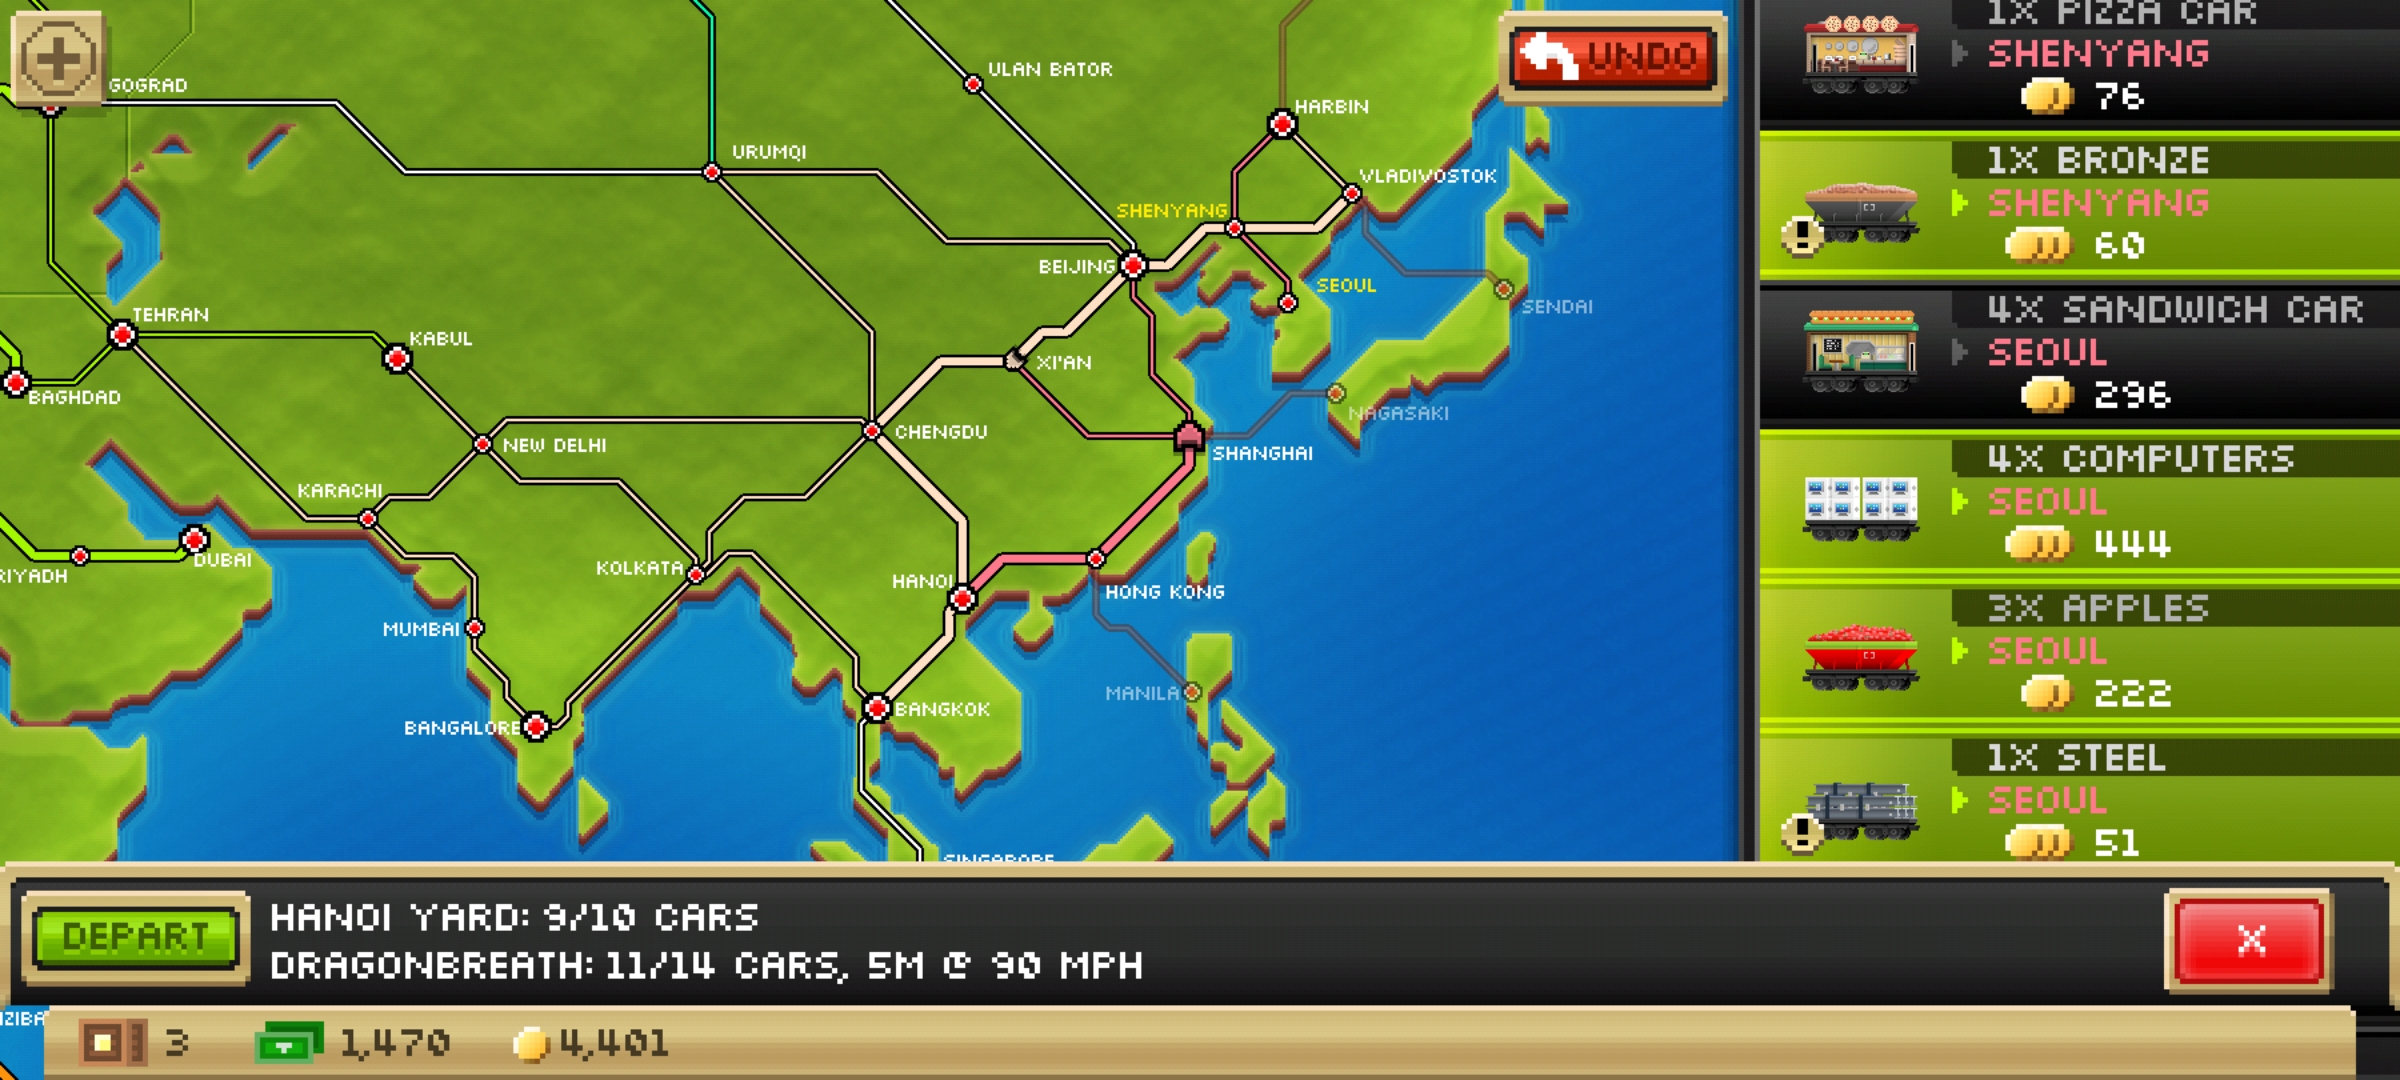 GOGRAD
ULAN BATOR
UNDO
HARBIN
URUMQI
VLADIVOSTOK
SHENYANG
BEIJING
SEOUL
SENDAI
TEHRAN
KABUL
XI'AN
BAGHDAD
NAGASAKI
NEW DELHI
CHENGDU
SHANGHAI
KARACHI
DUBAI
RIYADH
KOLKATA
HANOI
HONG KONG
MUMBAI
MANILA
BANGALORE
BANGKOK
SINGAPORE
1X PIZZA CAR
SHENYANG
76
1X BRONZE
SHENYANG
60
4X SANDWICH CAR
SEOUL
296
4X COMPUTERS
SEOUL
444
3X APPLES
SEOUL
222
1X STEEL
SEOUL
51
DEPART
HANOI YARD: 9/10 CARS
DRAGONBREATH: 11/14 CARS, 5M @ 90 MPH
X
IZIBA
3
1,470
4,401